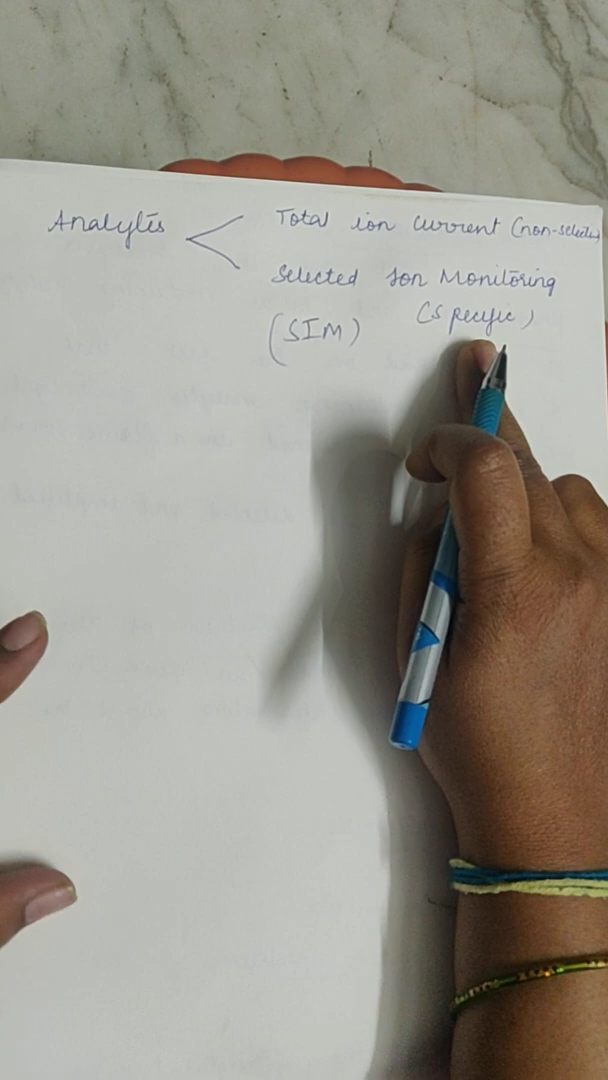 Analytes
Total ion current (non-selective)
Selected Ion Monitoring
(SIM) (specific)